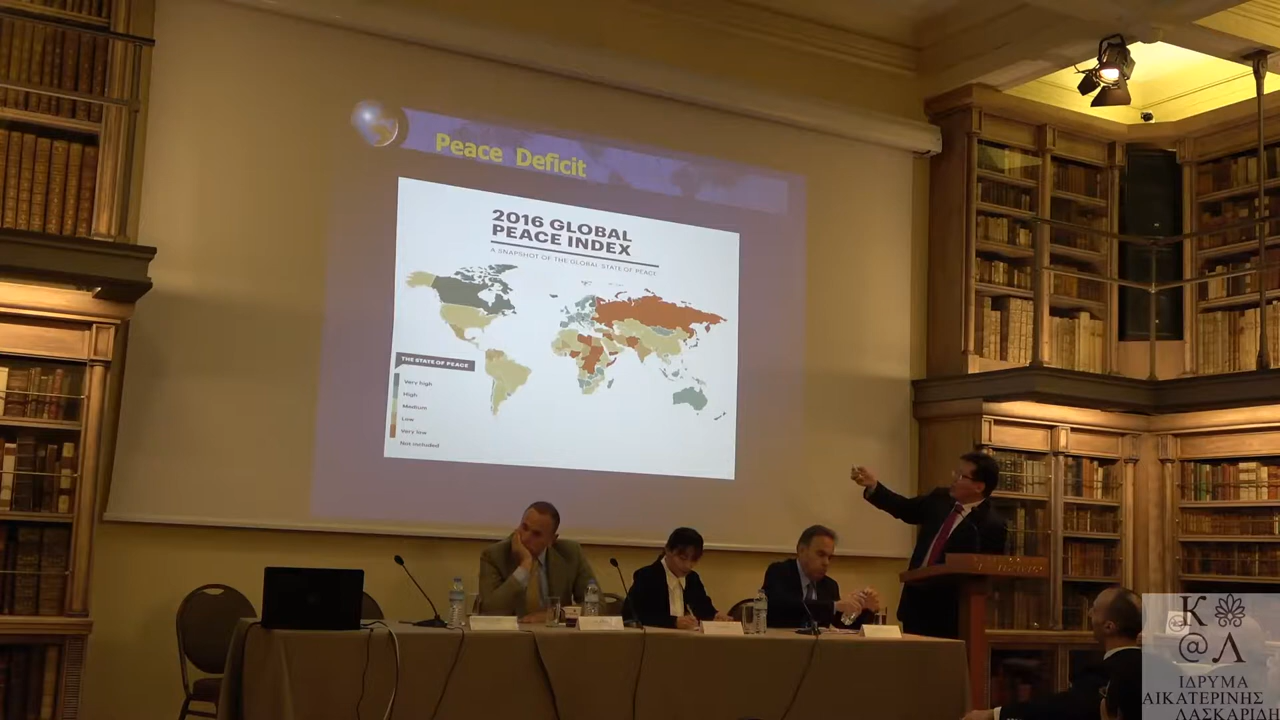 Peace Deficit
2016 GLOBAL
PEACE INDEX
A SNAPSHOT OF THE GLOBAL STATE OF PEACE
THE STATE OF PEACE
Very high
High
Medium
Low
Very low
Not included
Κ
@ Λ
ΙΔΡΥΜΑ
ΑΙΚΑΤΕΡΙΝΗΣ
ΛΑΣΚΑΡΙΔΗ